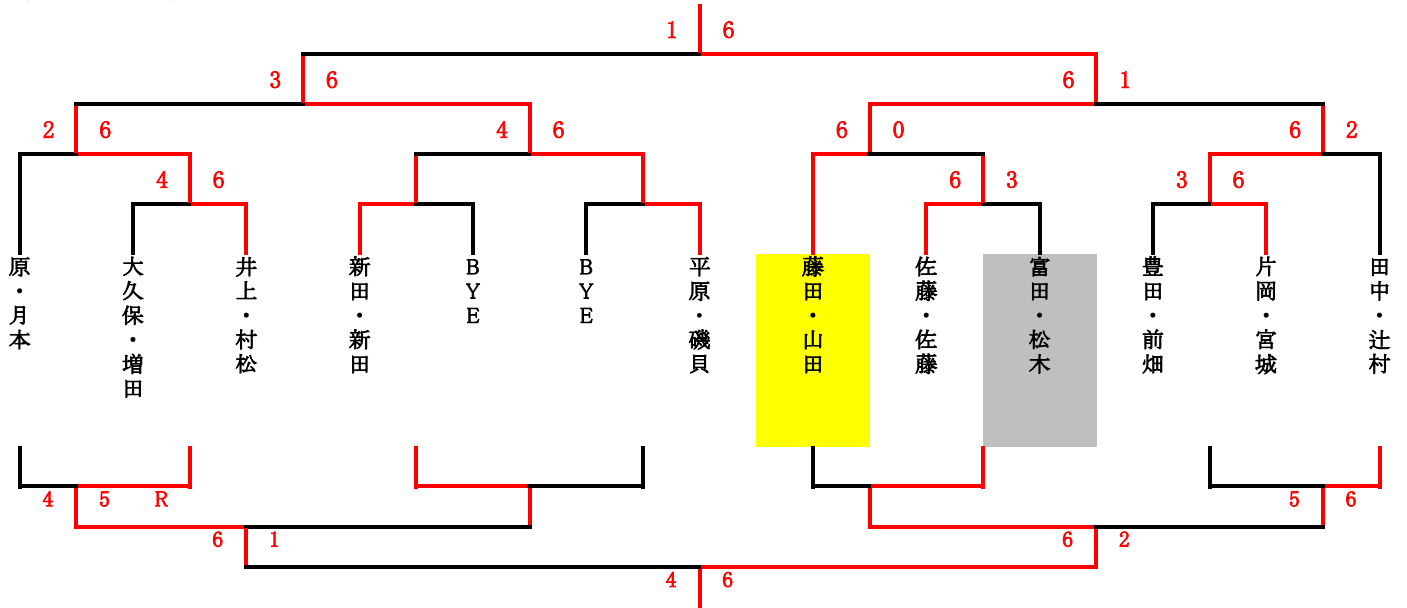 1 6
3 6 6 1
2 6 4 6 6 0 6 2
4 6 6 3 3 6
原・月本
大久保・増田
井上・村松
新田・新田
BYE
BYE
平原・磯貝
藤田・山田
佐藤・佐藤
富田・松木
豊田・前畑
片岡・宮城
田中・辻村
4 5 R 5 6
6 1 6 2
4 6